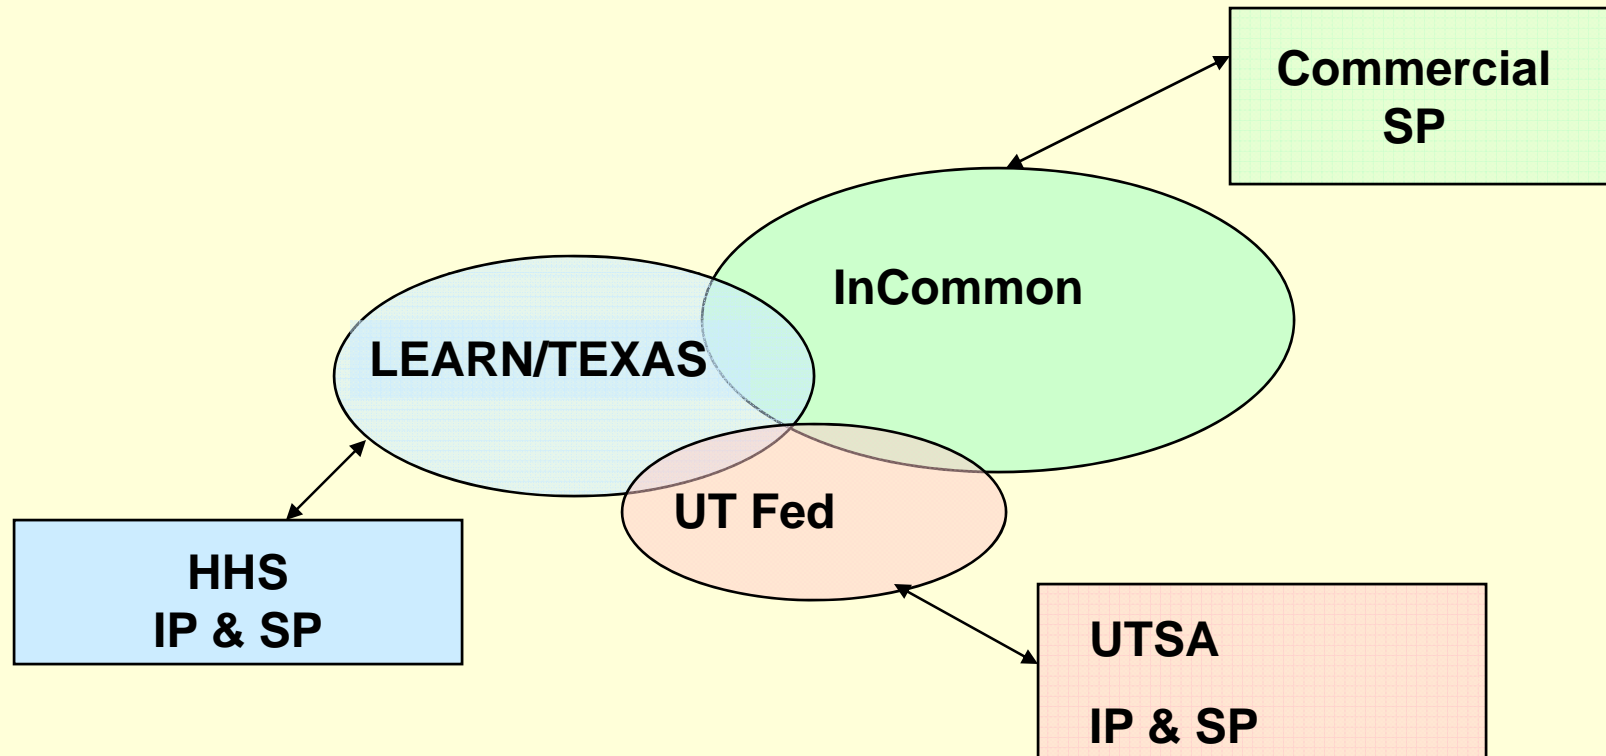 Commercial
SP
InCommon
LEARN/TEXAS
UT Fed
HHS
IP & SP
UTSA
IP & SP